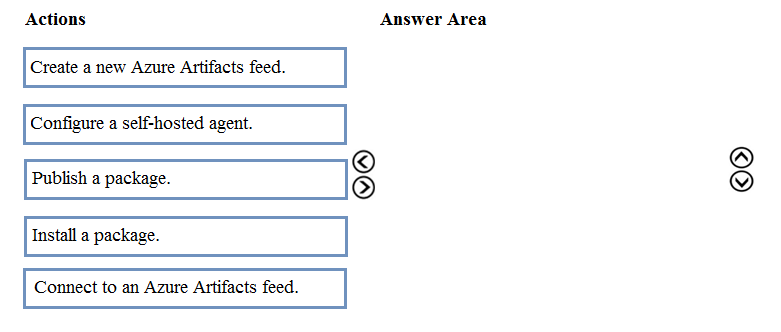 Actions
Answer Area
Create a new Azure Artifacts feed.
Configure a self-hosted agent.
Publish a package.
Install a package.
Connect to an Azure Artifacts feed.